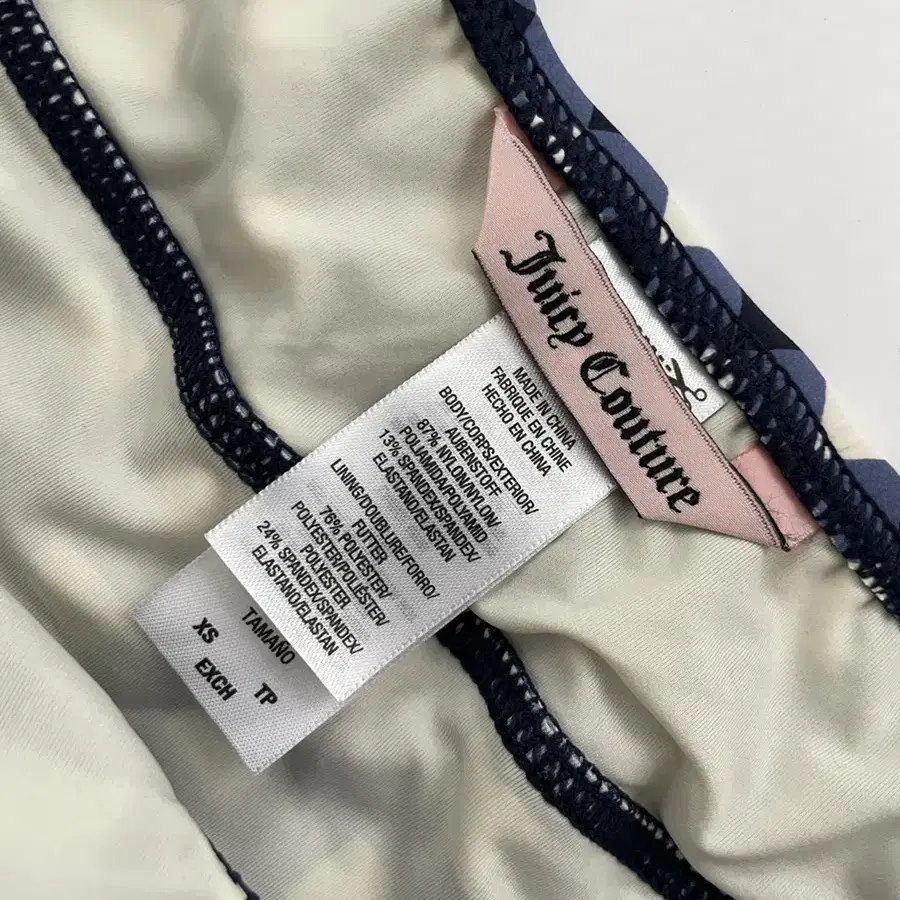 Juicy Couture
MADE IN CHINA
FABRIQUE EN CHINE
HECHO EN CHINA
BODY/CORPS/EXTERIOR/
AUßENSTOFF
87% NYLON/NYLON/
POLIAMIDA/POLYAMID
13% SPANDEX/SPANDEX/
ELASTANO/ELASTAN
LINING/DOUBLURE/FORRO/
FUTTER
76% POLYESTER/
POLYESTER/POLIÉSTER/
POLYESTER
24% SPANDEX/SPANDEX/
ELASTANO/ELASTAN
TAMAÑO
XS TP
EXCH